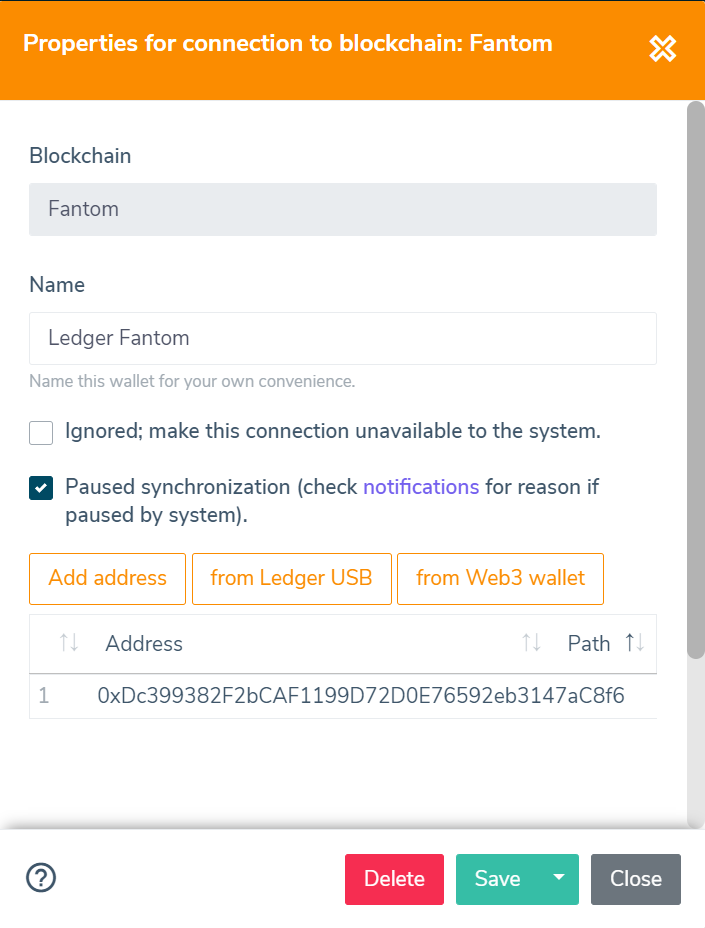 Properties for connection to blockchain: Fantom
Blockchain
Fantom
Name
Ledger Fantom
Name this wallet for your own convenience.
Ignored; make this connection unavailable to the system.
Paused synchronization (check notifications for reason if
paused by system).
Add address from Ledger USB from Web3 wallet
Address Path
1 0xDc399382F2bCAF1199D72D0E76592eb3147aC8f6
Delete Save Close